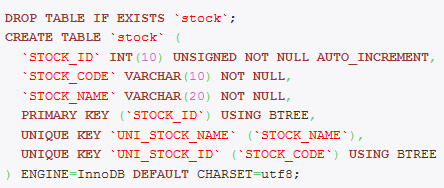 DROP TABLE IF EXISTS `stock`;
CREATE TABLE `stock` (
`STOCK_ID` INT(10) UNSIGNED NOT NULL AUTO_INCREMENT,
`STOCK_CODE` VARCHAR(10) NOT NULL,
`STOCK_NAME` VARCHAR(20) NOT NULL,
PRIMARY KEY (`STOCK_ID`) USING BTREE,
UNIQUE KEY `UNI_STOCK_NAME` (`STOCK_NAME`),
UNIQUE KEY `UNI_STOCK_ID` (`STOCK_CODE`) USING BTREE
) ENGINE=InnoDB DEFAULT CHARSET=utf8;